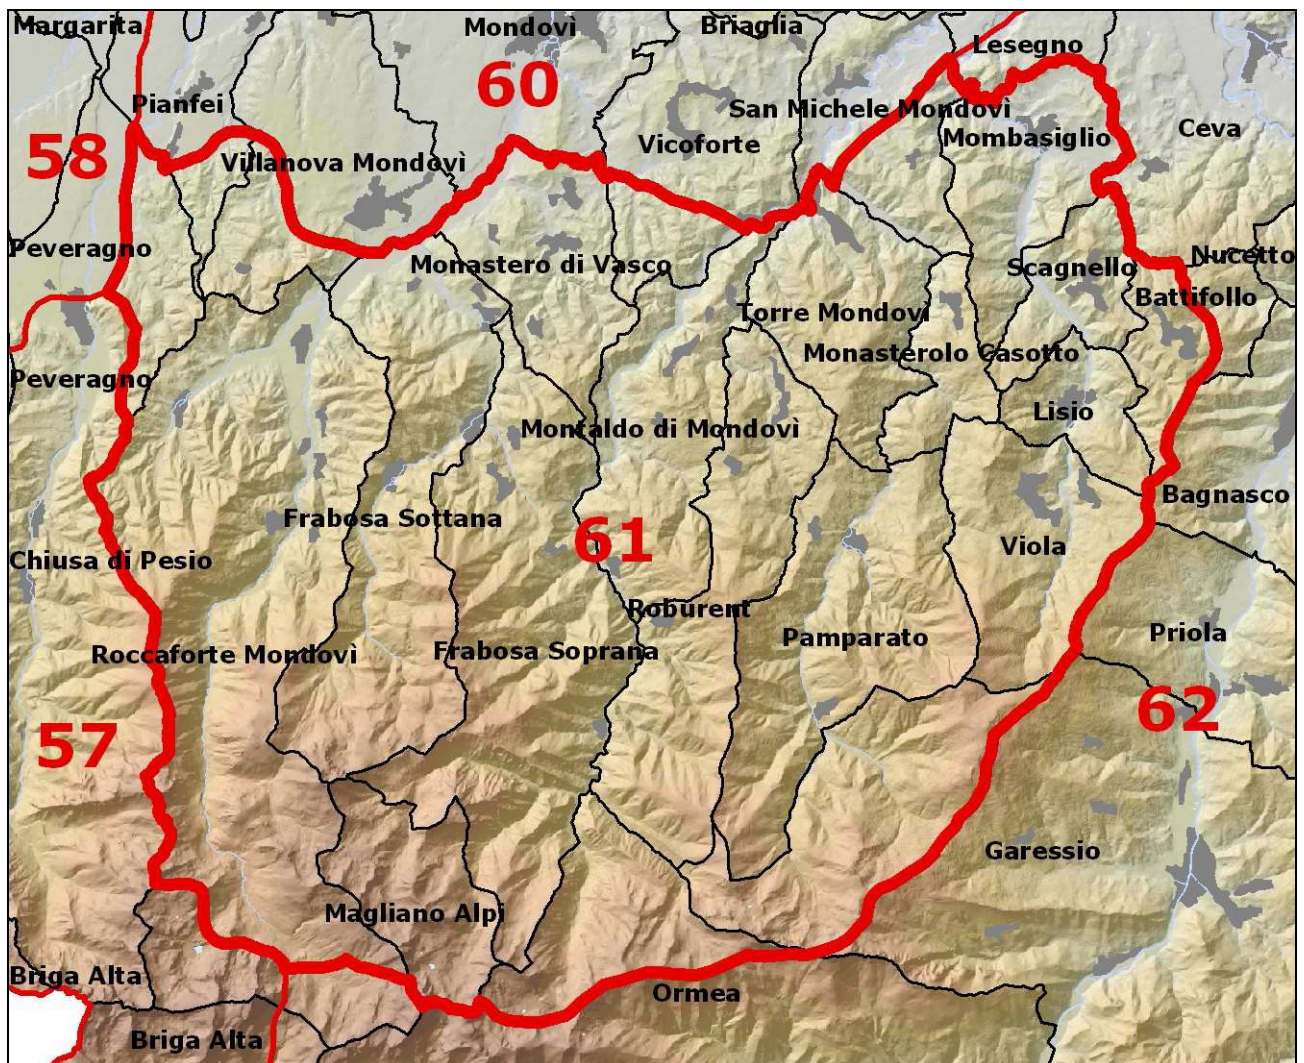 Margarita
Mondovì
Briaglia
Lesegno
60
Pianfei
San Michele Mondovì
Ceva
Mombasiglio
Vicoforte
58
Villanova Mondovì
Peveragno
Nucetto
Monastero di Vasco
Scagnello
Battifollo
Torre Mondovì
Monasterolo Casotto
Peveragno
Lisio
Montaldo di Mondovì
Bagnasco
Frabosa Sottana
61
Viola
Chiusa di Pesio
Roburent
Priola
Pamparato
Frabosa Soprana
Roccaforte Mondovì
62
57
Garessio
Magliano Alpi
Briga Alta
Ormea
Briga Alta